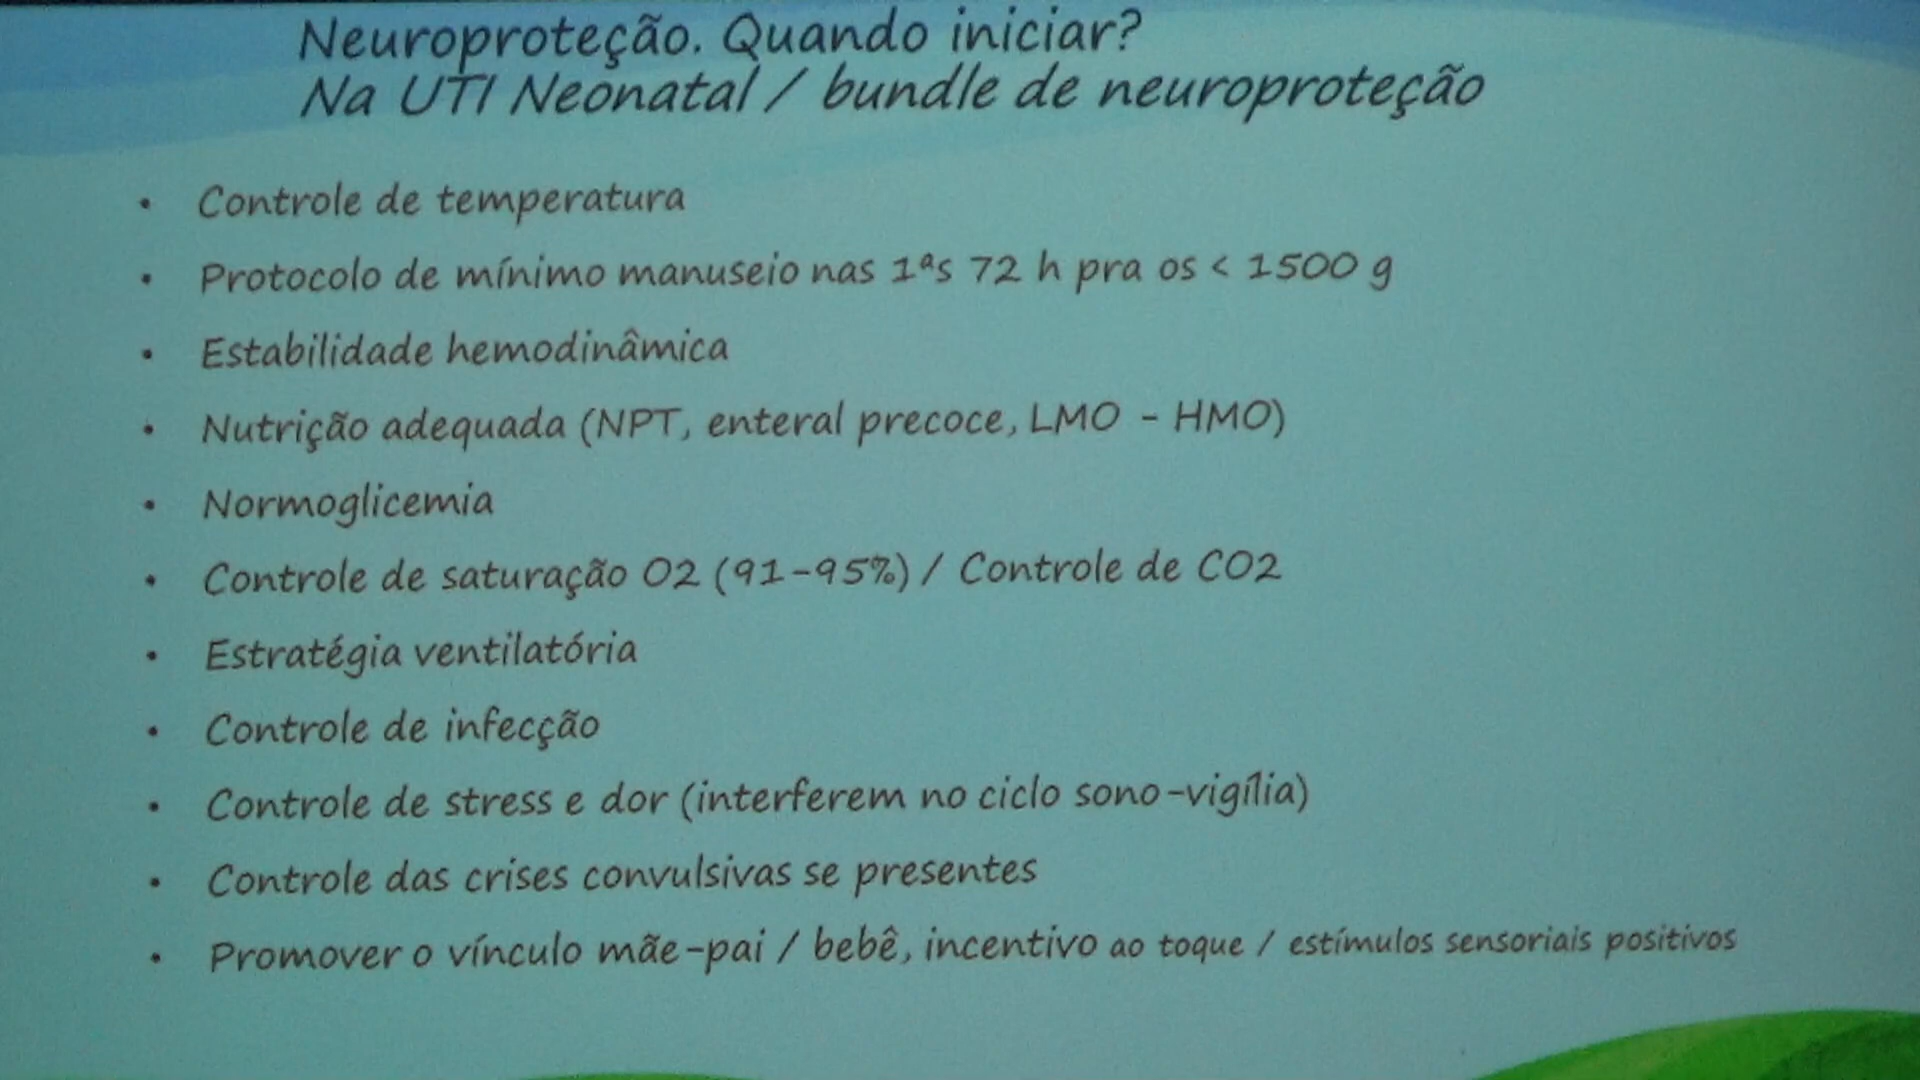 Neuroproteção. Quando iniciar?
Na UTI Neonatal / bundle de neuroproteção
• Controle de temperatura
• Protocolo de mínimo manuseio nas 1ªs 72 h pra os < 1500 g
• Estabilidade hemodinâmica
• Nutrição adequada (NPT, enteral precoce, LMO - HMO)
• Normoglicemia
• Controle de saturação O2 (91-95%) / Controle de CO2
• Estratégia ventilatória
• Controle de infecção
• Controle de stress e dor (interferem no ciclo sono-vigília)
• Controle das crises convulsivas se presentes
• Promover o vínculo mãe-pai / bebê, incentivo ao toque / estímulos sensoriais positivos